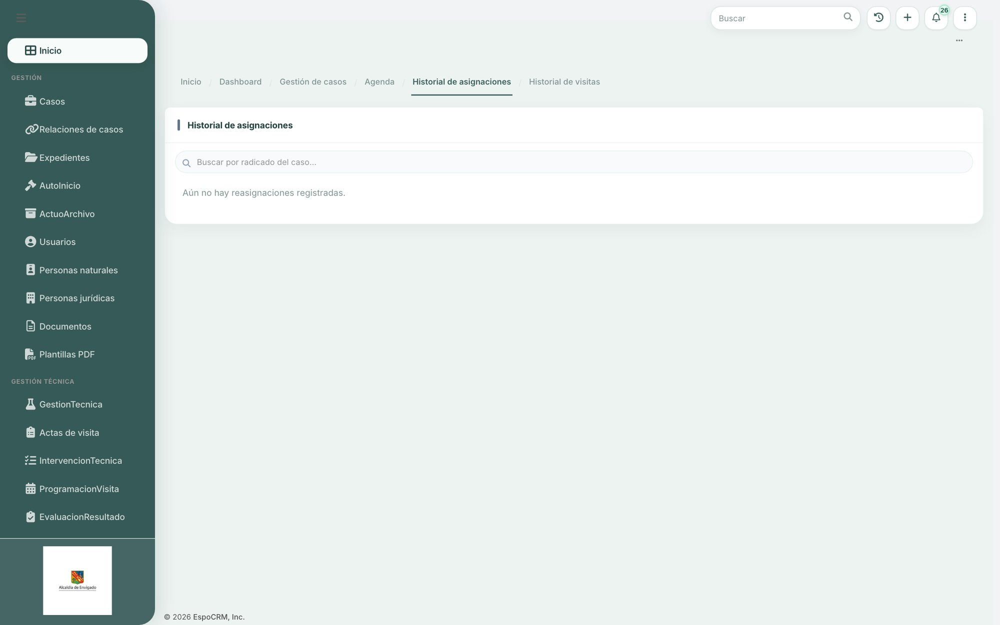 Buscar
26
Inicio
GESTIÓN
Casos
Relaciones de casos
Expedientes
AutoInicio
ActuoArchivo
Usuarios
Personas naturales
Personas jurídicas
Documentos
Plantillas PDF
GESTIÓN TÉCNICA
GestionTecnica
Actas de visita
IntervencionTecnica
ProgramacionVisita
EvaluacionResultado
Alcaldía de Envigado
Inicio / Dashboard / Gestión de casos / Agenda / Historial de asignaciones / Historial de visitas
Historial de asignaciones
Buscar por radicado del caso...
Aún no hay reasignaciones registradas.
© 2026 EspoCRM, Inc.